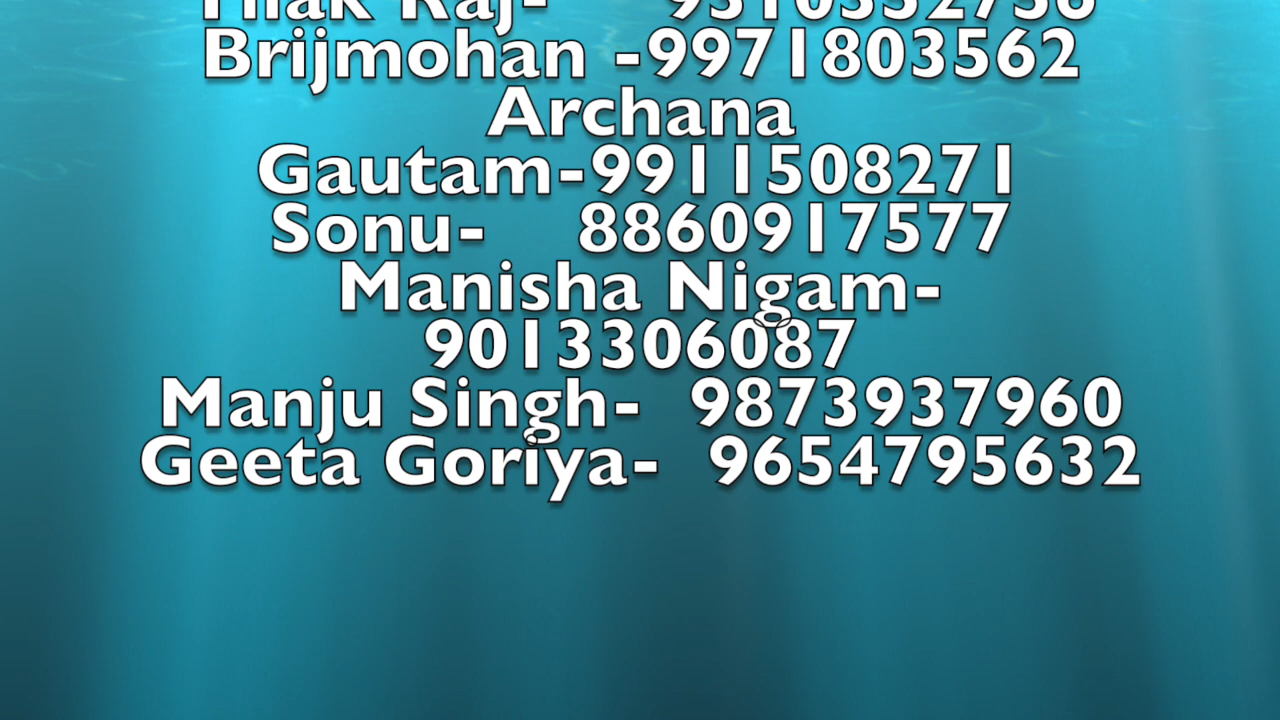 Brijmohan -9971803562
Archana
Gautam-9911508271
Sonu- 8860917577
Manisha Nigam-
9013306087
Manju Singh- 9873937960
Geeta Goriya- 9654795632